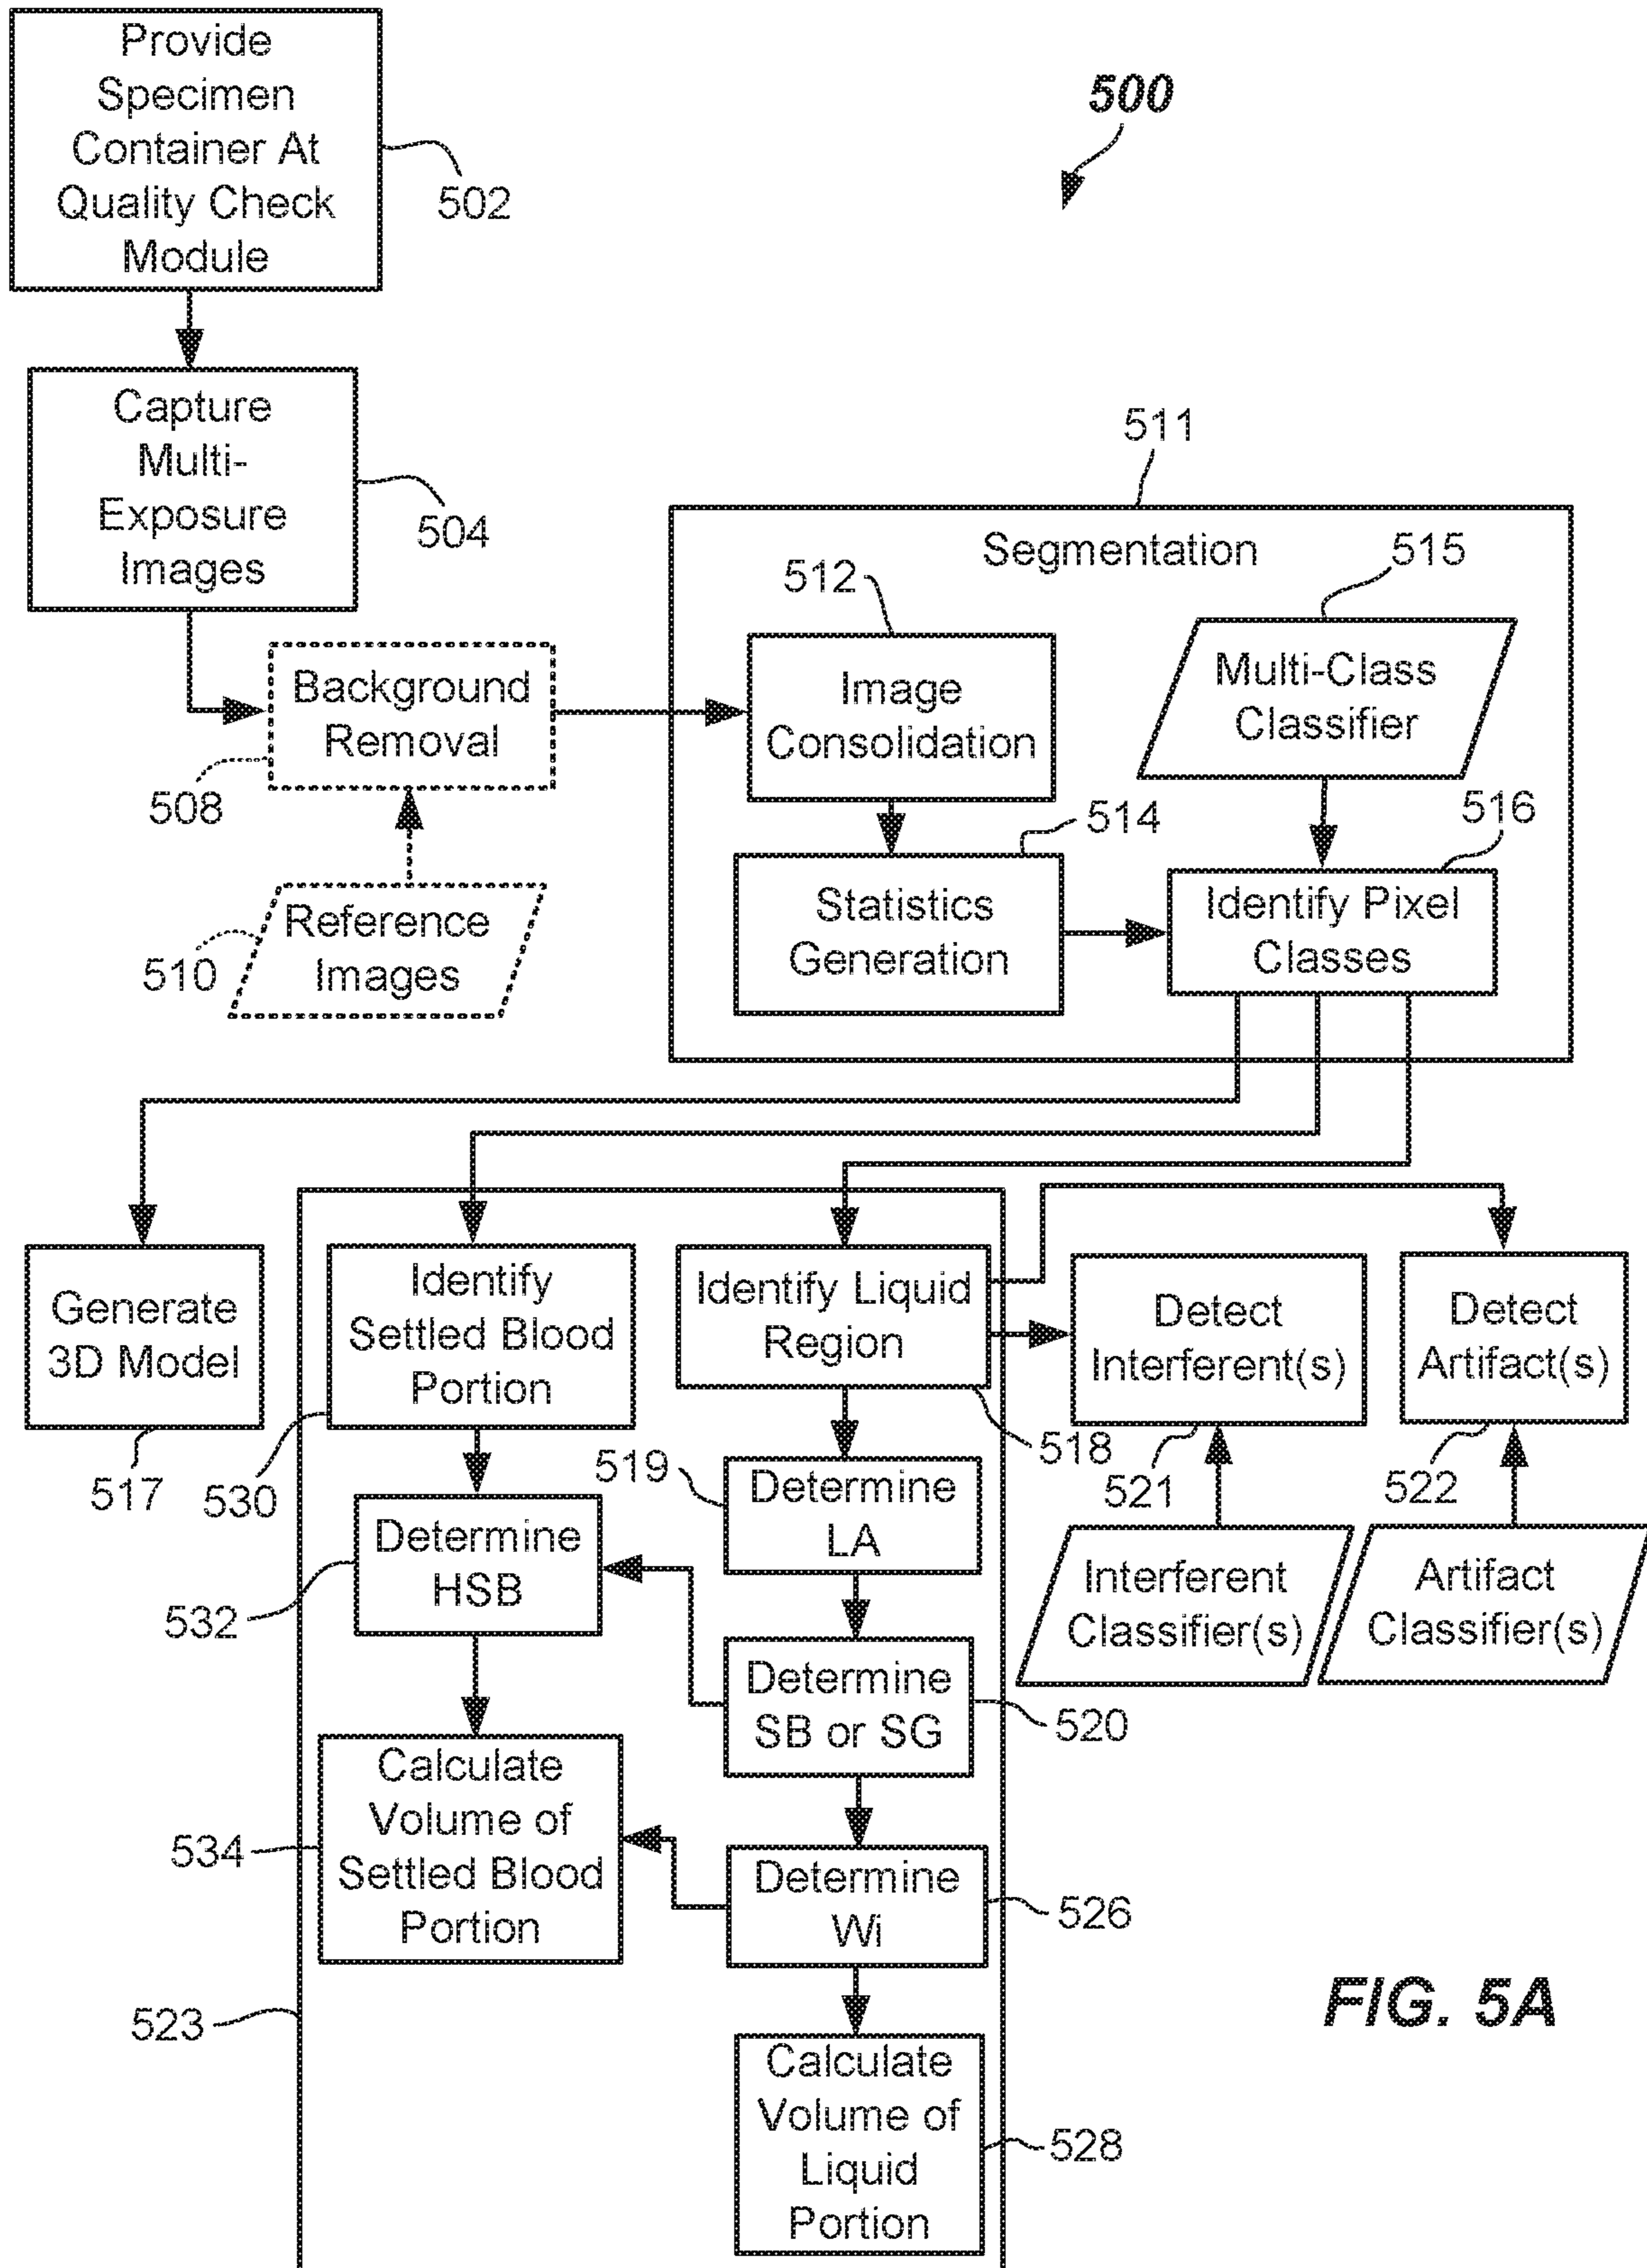 Provide
Specimen
Container At
Quality Check
Module
502
500
Capture
Multi-
Exposure
Images
504
511
Segmentation
512
515
Background
Removal
508
Image
Consolidation
Multi-Class
Classifier
514
516
Reference
Images
510
Statistics
Generation
Identify Pixel
Classes
Generate
3D Model
517
Identify
Settled Blood
Portion
530
Identify Liquid
Region
518
Detect
Interferent(s)
521
Detect
Artifact(s)
522
519
Determine
LA
Determine
HSB
532
Interferent
Classifier(s)
Artifact
Classifier(s)
Determine
SB or SG
520
Calculate
Volume of
Settled Blood
Portion
534
Determine
Wi
526
523
Calculate
Volume of
Liquid
Portion
528
FIG. 5A